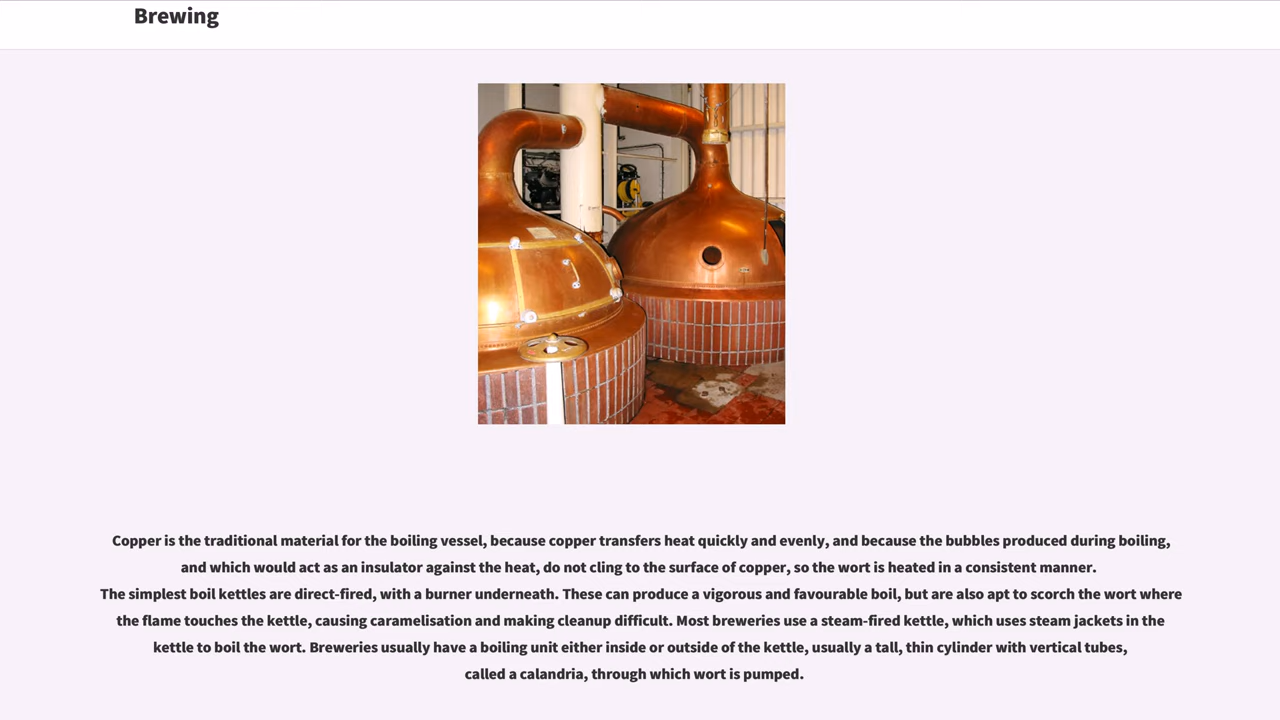 Brewing
Copper is the traditional material for the boiling vessel, because copper transfers heat quickly and evenly, and because the bubbles produced during boiling,
and which would act as an insulator against the heat, do not cling to the surface of copper, so the wort is heated in a consistent manner.
The simplest boil kettles are direct-fired, with a burner underneath. These can produce a vigorous and favourable boil, but are also apt to scorch the wort where
the flame touches the kettle, causing caramelisation and making cleanup difficult. Most breweries use a steam-fired kettle, which uses steam jackets in the
kettle to boil the wort. Breweries usually have a boiling unit either inside or outside of the kettle, usually a tall, thin cylinder with vertical tubes,
called a calandria, through which wort is pumped.